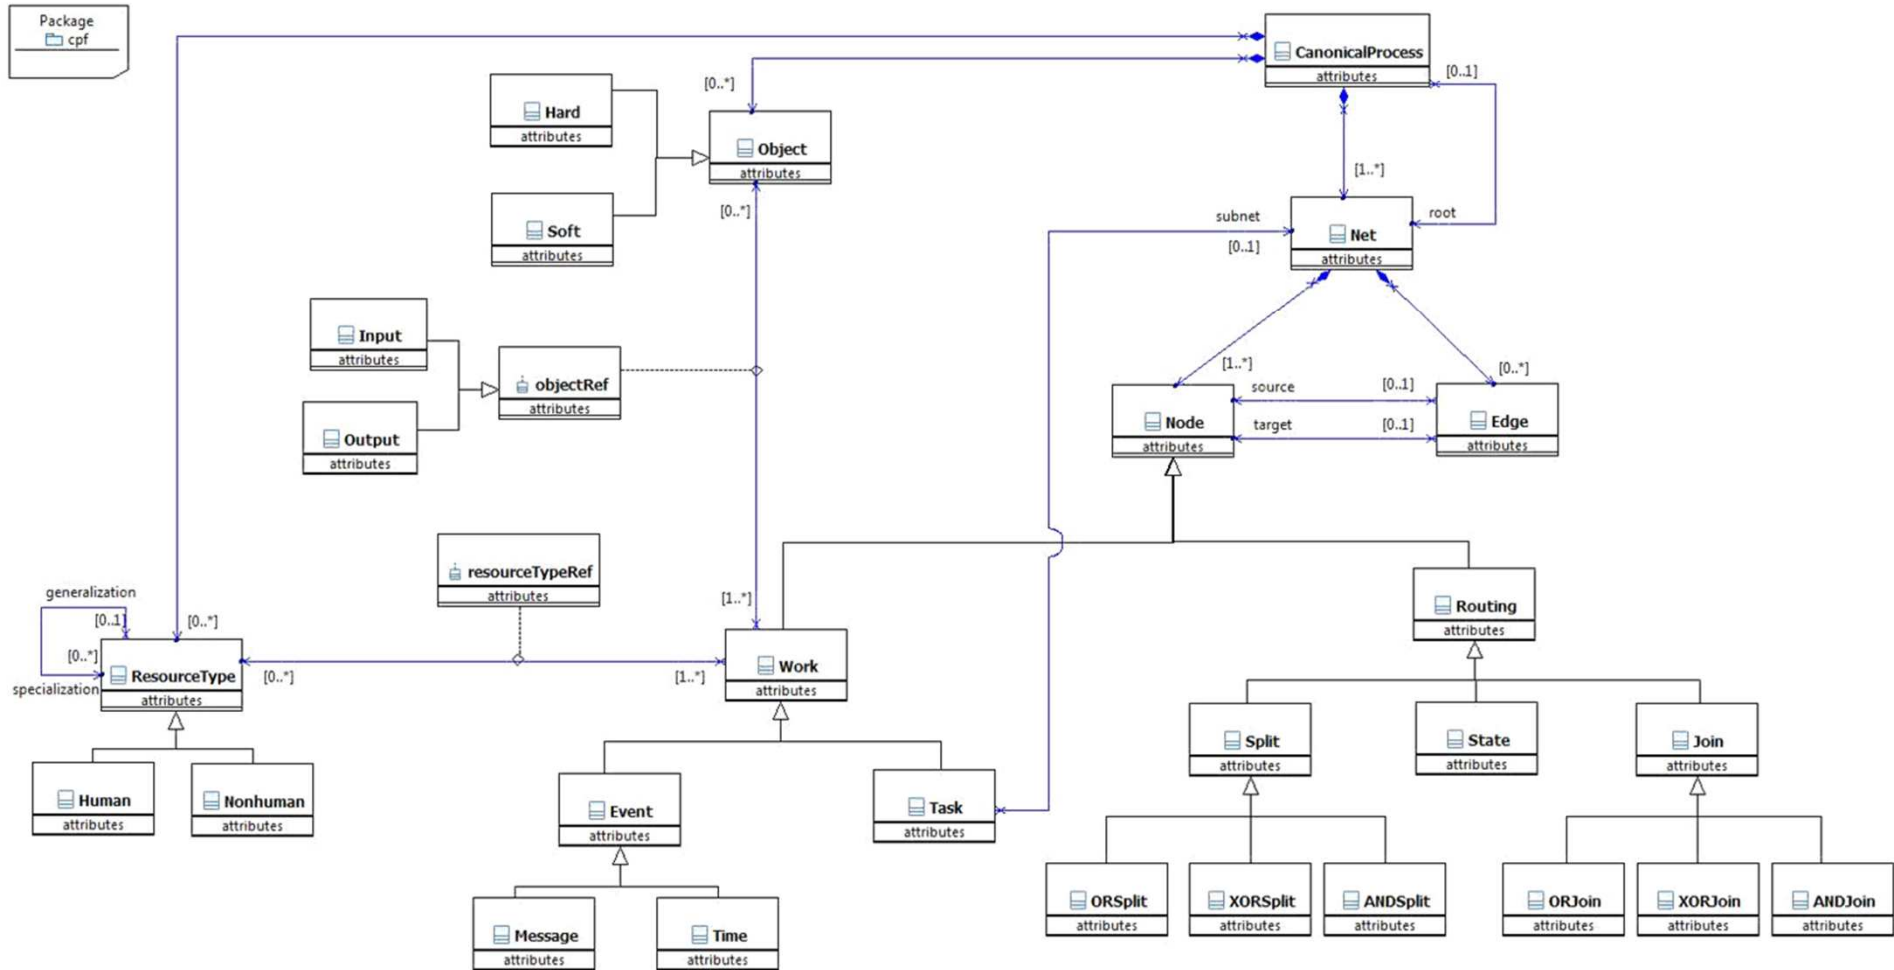 Package
cpf
CanonicalProcess
attributes
[0..1]
[0..*]
Hard
attributes
Object
attributes
[1..*]
Soft
attributes
[0..*]
subnet
[0..1]
root
Net
attributes
Input
attributes
objectRef
attributes
Output
attributes
[1..*]
[0..*]
source
[0..1]
target
[0..1]
Node
attributes
Edge
attributes
resourceTypeRef
attributes
generalization
[0..1]
[0..*]
[0..*]
specialization
ResourceType
attributes
[0..*]
[1..*]
[1..*]
Work
attributes
Routing
attributes
Human
attributes
Nonhuman
attributes
Event
attributes
Task
attributes
Split
attributes
State
attributes
Join
attributes
Message
attributes
Time
attributes
ORSplit
attributes
XORSplit
attributes
ANDSplit
attributes
ORJoin
attributes
XORJoin
attributes
ANDJoin
attributes